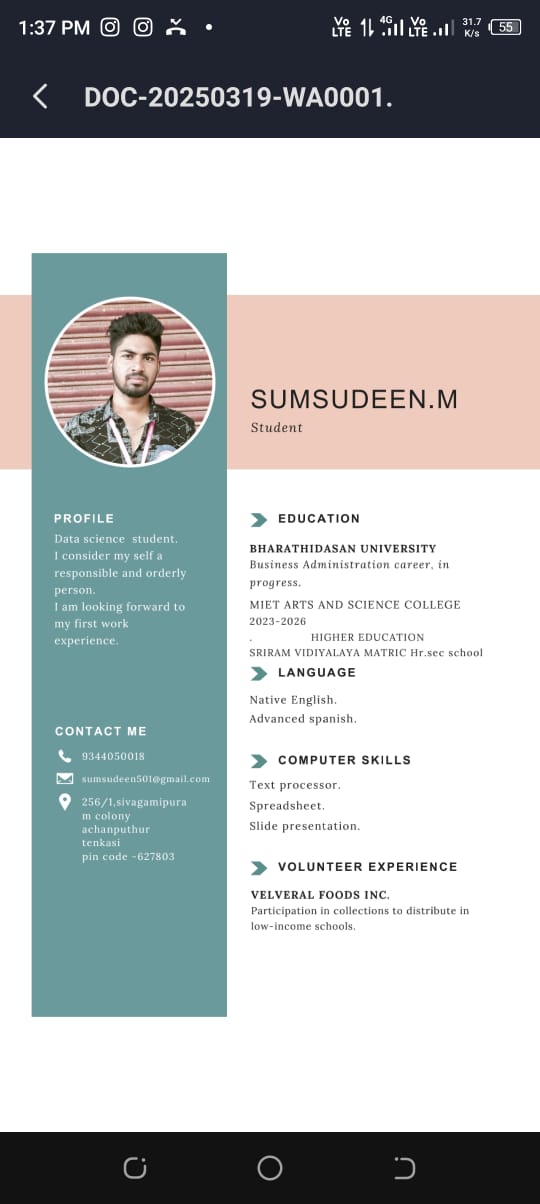 1:37 PM
Vo LTE 4G Vo LTE 31.7 K/s 55
DOC-20250319-WA0001.
SUMSUDEEN.M
Student
PROFILE
Data science student.
I consider my self a
responsible and orderly
person.
I am looking forward to
my first work
experience.
CONTACT ME
9344050018
sumsudeen501@gmail.com
256/1,sivagamipura
m colony
achanputhur
tenkasi
pin code -627803
EDUCATION
BHARATHIDASAN UNIVERSITY
Business Administration career, in
progress.
MIET ARTS AND SCIENCE COLLEGE
2023-2026
. HIGHER EDUCATION
SRIRAM VIDIYALAYA MATRIC Hr.sec school
LANGUAGE
Native English.
Advanced spanish.
COMPUTER SKILLS
Text processor.
Spreadsheet.
Slide presentation.
VOLUNTEER EXPERIENCE
VELVERAL FOODS INC.
Participation in collections to distribute in
low-income schools.